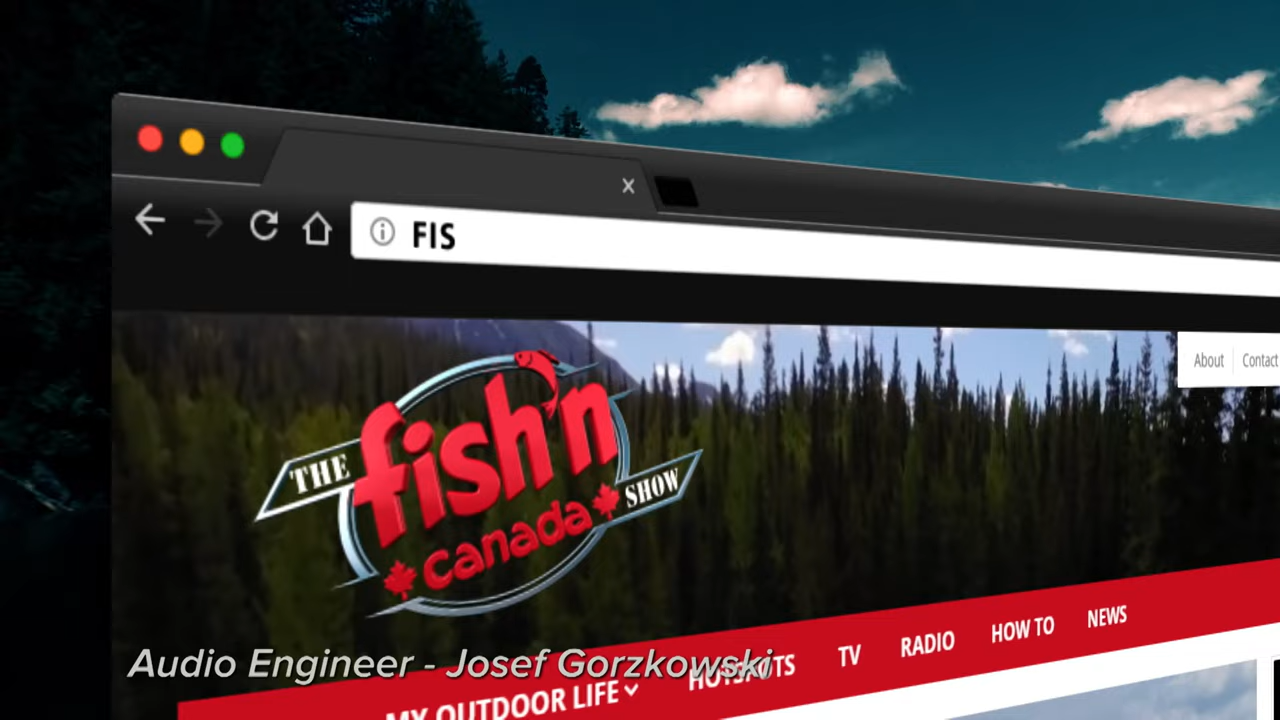 FIS
About
Contact
THE
fish'n
canada
SHOW
Audio Engineer - Josef Gorzkowski
MY OUTDOOR LIFE
HOTSPOTS
TV
RADIO
HOW TO
NEWS